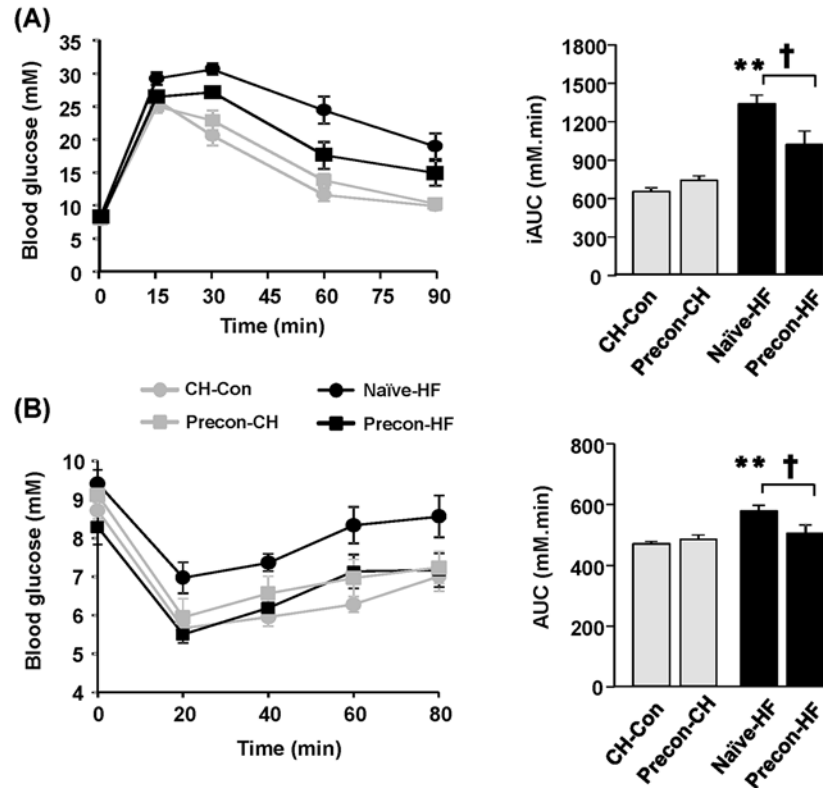 (A)
Blood glucose (mM)
35
30
25
20
15
10
5
0
0 15 30 45 60 75 90
Time (min)
iAUC (mM.min)
1800
1500
1200
900
600
300
0
** †
CH-Con
Precon-CH
Naïve-HF
Precon-HF
CH-Con
Naïve-HF
Precon-CH
Precon-HF
(B)
Blood glucose (mM)
10
9
8
7
6
5
4
0 20 40 60 80
Time (min)
AUC (mM.min)
800
600
400
200
0
** †
CH-Con
Precon-CH
Naïve-HF
Precon-HF